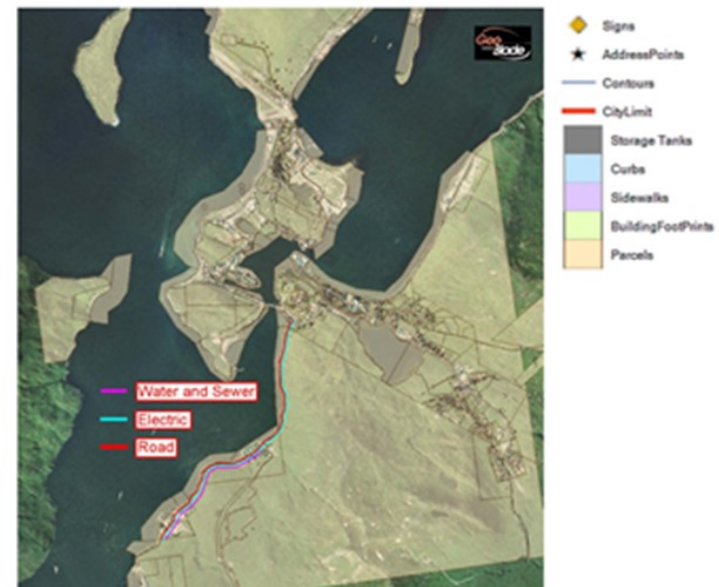 Signs
AddressPoints
Contours
CityLimit
Storage Tanks
Curbs
Sidewalks
BuildingFootPrints
Parcels
Water and Sewer
Electric
Road